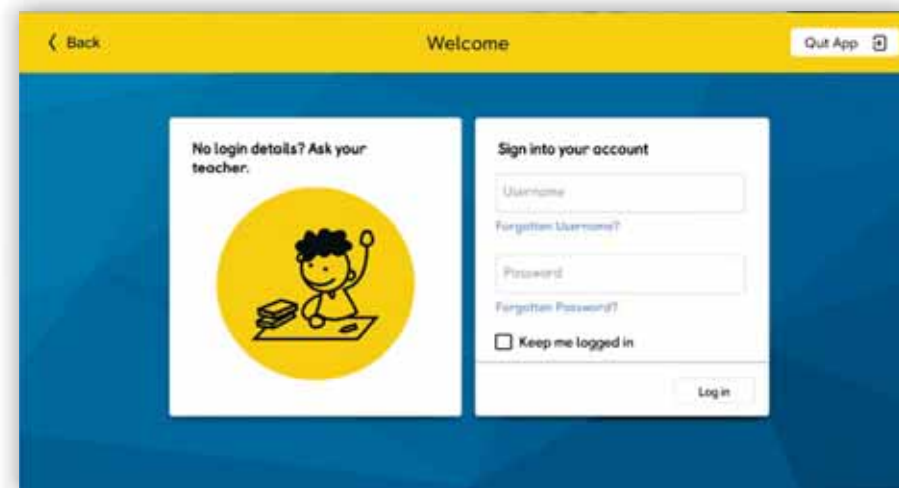 Back
Welcome
Quit App
No login details? Ask your
teacher.
Sign into your account
Username
Forgotten Username?
Password
Forgotten Password?
Keep me logged in
Log in